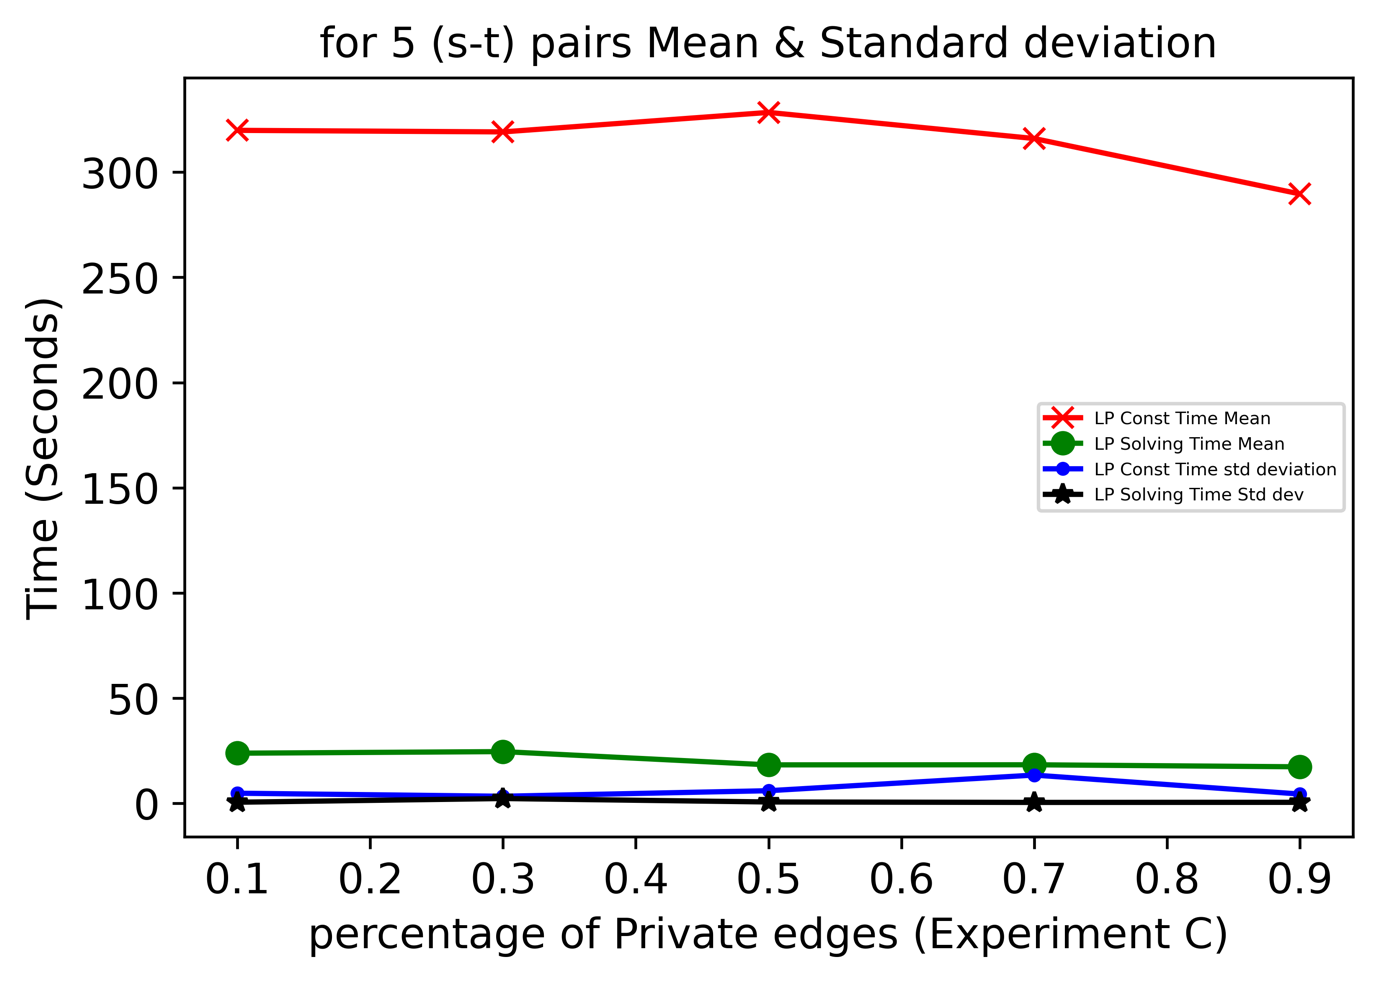 for 5 (s-t) pairs Mean & Standard deviation
Time (Seconds)
300
250
200
150
100
50
0
LP Const Time Mean
LP Solving Time Mean
LP Const Time std deviation
LP Solving Time Std dev
0.1 0.2 0.3 0.4 0.5 0.6 0.7 0.8 0.9
percentage of Private edges (Experiment C)